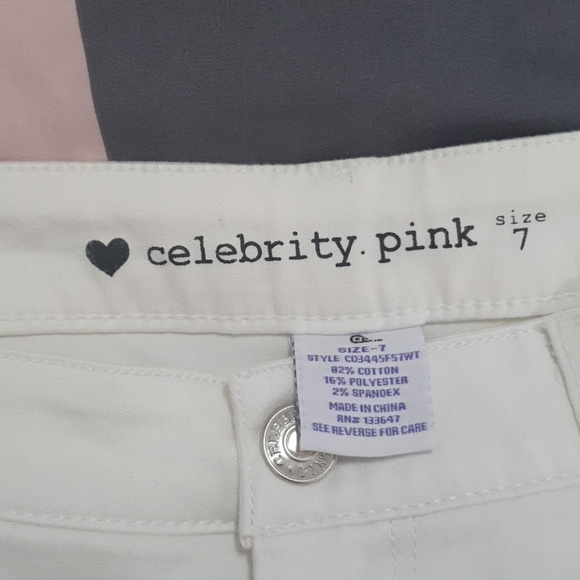 celebrity. pink size 7
SIZE-7
STYLE CD3445F57WT
82% COTTON
16% POLYESTER
2% SPANDEX
MADE IN CHINA
RN# 133647
SEE REVERSE FOR CARE